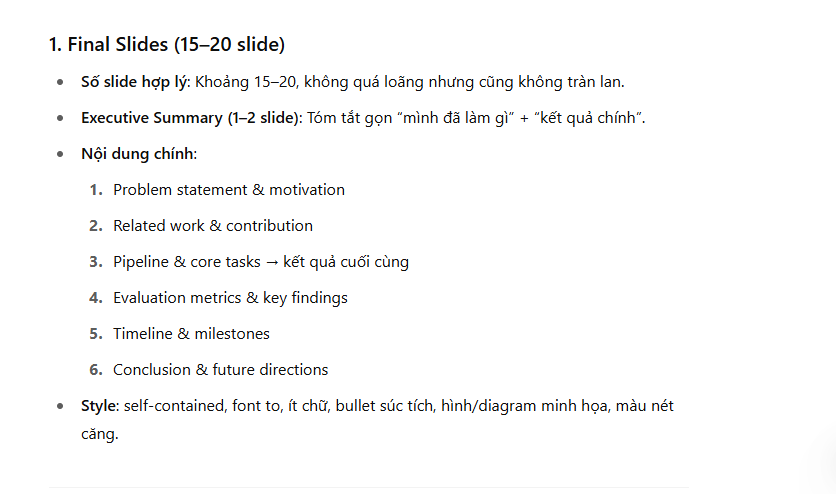 1. Final Slides (15–20 slide)
• Số slide hợp lý: Khoảng 15–20, không quá loãng nhưng cũng không tràn lan.
• Executive Summary (1–2 slide): Tóm tắt gọn “mình đã làm gì” + “kết quả chính”.
• Nội dung chính:
1. Problem statement & motivation
2. Related work & contribution
3. Pipeline & core tasks → kết quả cuối cùng
4. Evaluation metrics & key findings
5. Timeline & milestones
6. Conclusion & future directions
• Style: self-contained, font to, ít chữ, bullet súc tích, hình/diagram minh họa, màu nét
căng.